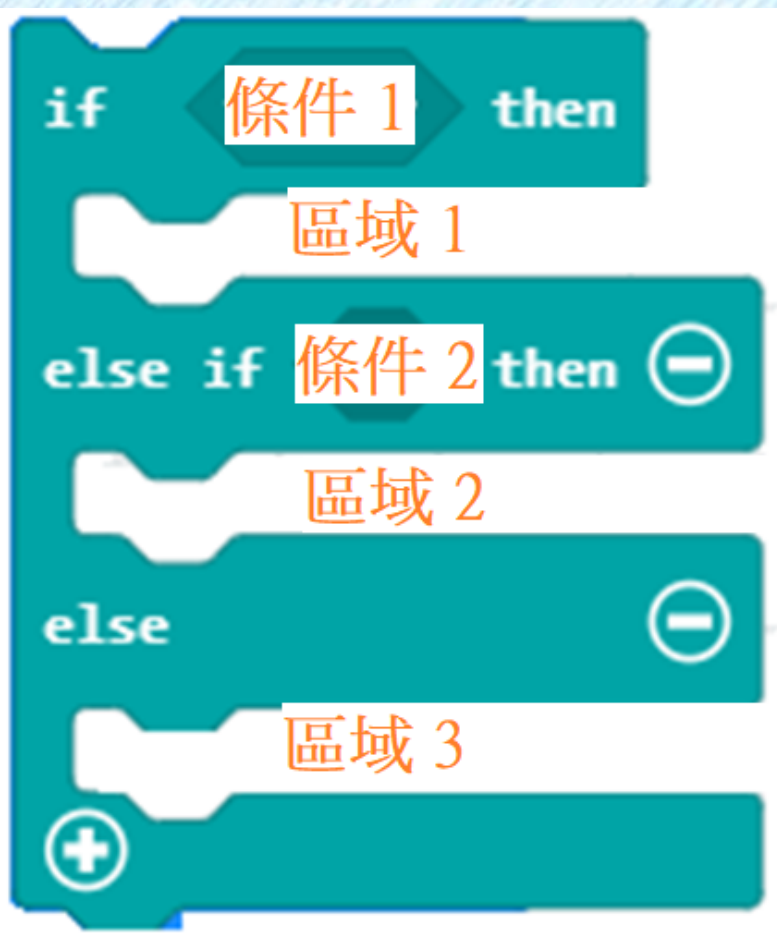 if 條件 1 then
區域 1
else if 條件 2 then
區域 2
else
區域 3